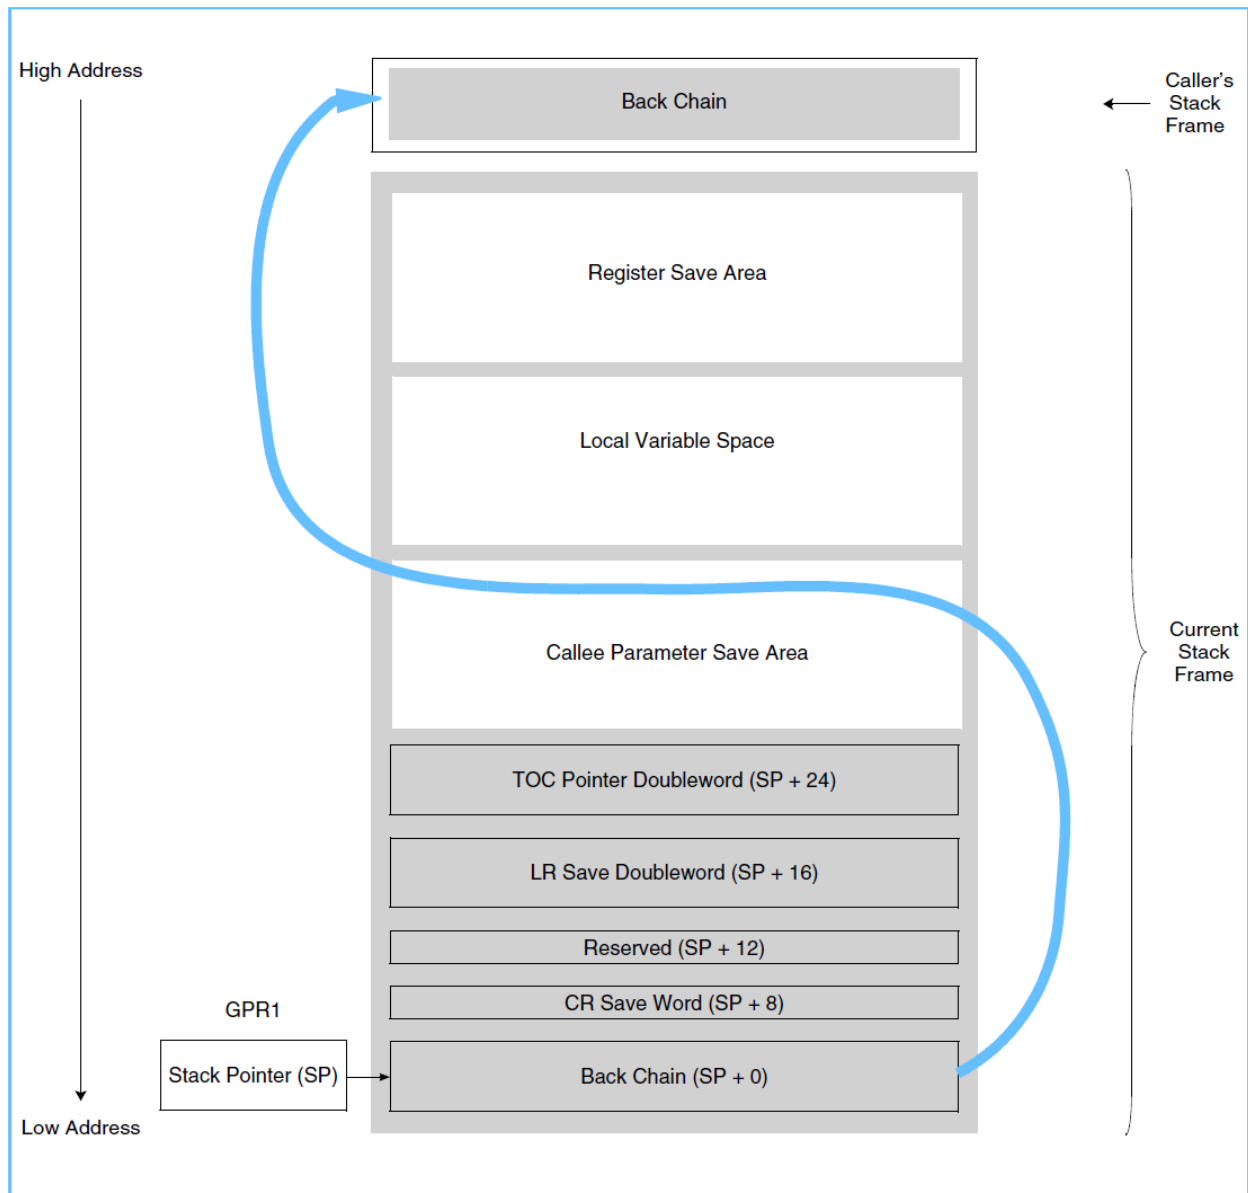 High Address
Back Chain
Caller's
Stack
Frame
Register Save Area
Local Variable Space
Callee Parameter Save Area
Current
Stack
Frame
TOC Pointer Doubleword (SP + 24)
LR Save Doubleword (SP + 16)
Reserved (SP + 12)
CR Save Word (SP + 8)
GPR1
Stack Pointer (SP)
Back Chain (SP + 0)
Low Address